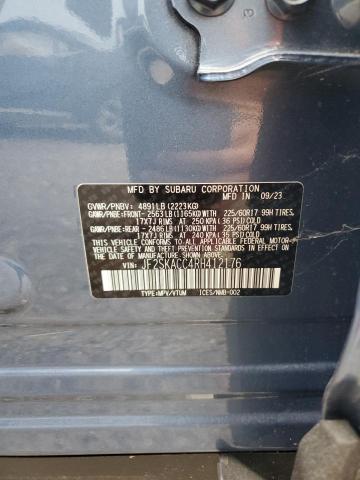 3
MFD BY SUBARU CORPORATION 09/23
GVWR/PNBV: 4891LB (2223KG)
GAWR/PNBE:FRONT- 2563LB(1165KG)WITH 225/60R17 99H TIRES,
17X7J RIMS AT 250 KPA(36 PSI)COLD
GAWR/PNBE:REAR -2486LB(1130KG)WITH 225/60R17 99H TIRES,
17X7J RIMS AT 240 KPA(35 PSI)COLD
THIS VEHICLE CONFORMS TO ALL APPLICABLE
FEDERAL MOTOR VEHICLE SAFETY, BUMPER,AND
THEFT PREVENTION STANDARDS IN EFFECT ON THE
DATE OF MANUFACTURE SHOWN ABOVE.
VIN: JF2SKACC4RH412176
TYPE:MPV/VTUM ICES/NMB-002